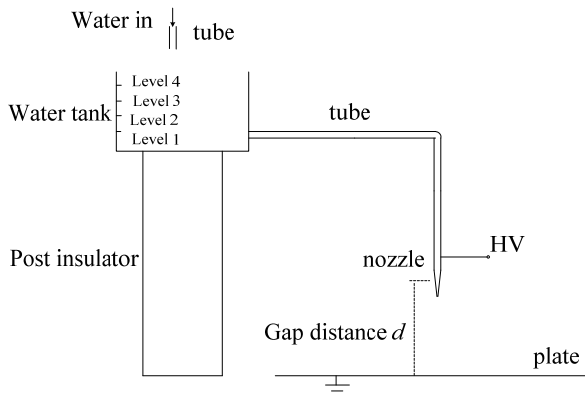 Water in
tube
Level 4
Level 3
Level 2
Level 1
Water tank
tube
Post insulator
nozzle
HV
Gap distance d
plate